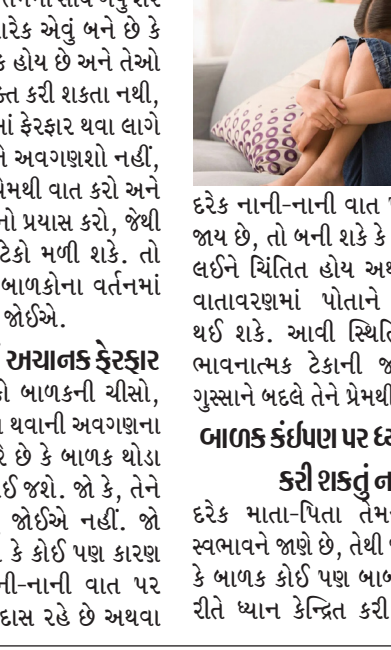 ારેક એવું બને છે કે
ક હોય છે અને તેઓ
ક્ત કરી શકતા નથી,
ાં ફેરફાર થવા લાગે
ને અવગણશો નહીં,
પ્રેમથી વાત કરો અને
નો પ્રયાસ કરો, જેથી
ટેકો મળી શકે. તો
બાળકોના વર્તનમાં
જોઈએ.
અચાનક ફેરફાર
કો બાળકની ચીસો,
થવાની અવગણના
રે છે કે બાળક થોડા
ઈ જશે. જો કે, તેને
જોઈએ નહીં. જો
કે કોઈ પણ કારણ
ની-નાની વાત પર
દાસ રહે છે અથવા
દરેક નાની-નાની વાત
જાય છે, તો બની શકે કે
લઈને ચિંતિત હોય અથ
વાતાવરણમાં પોતાને
થઈ શકે. આવી સ્થિતિ
ભાવનાત્મક ટેકાની જ
ગુસ્સાને બદલે તેને પ્રેમથી
બાળક કંઈપણ પર ધ્ય
કરી શકતું ન
દરેક માતા-પિતા તેમ
સ્વભાવને જાણે છે, તેથી
કે બાળક કોઈ પણ બાબ
રીતે ધ્યાન કેન્દ્રિત કરી